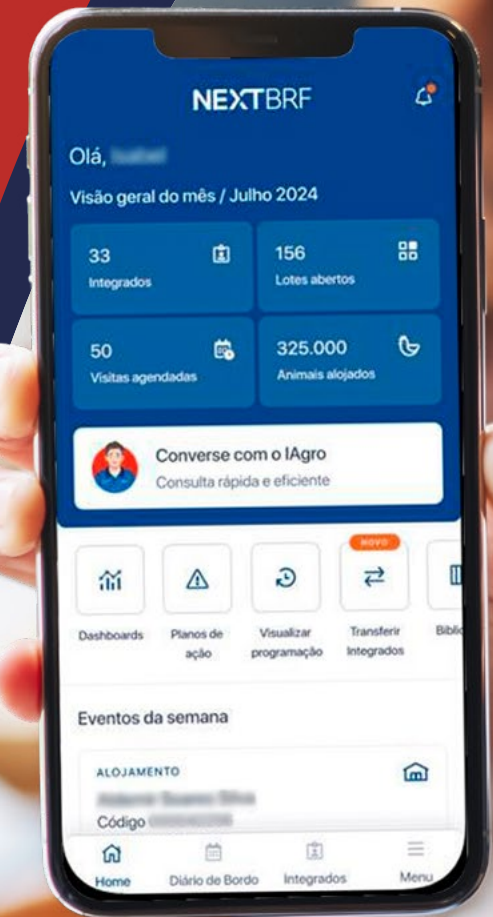 NEXTBRF
Olá,
Visão geral do mês / Julho 2024
33
Integrados
156
Lotes abertos
50
Visitas agendadas
325.000
Animais alojados
Converse com o IAgro
Consulta rápida e eficiente
NOVO
Dashboards
Planos de
ação
Visualizar
programação
Transferir
Integrados
Biblio
Eventos da semana
ALOJAMENTO
Código
Home
Diário de Bordo
Integrados
Menu